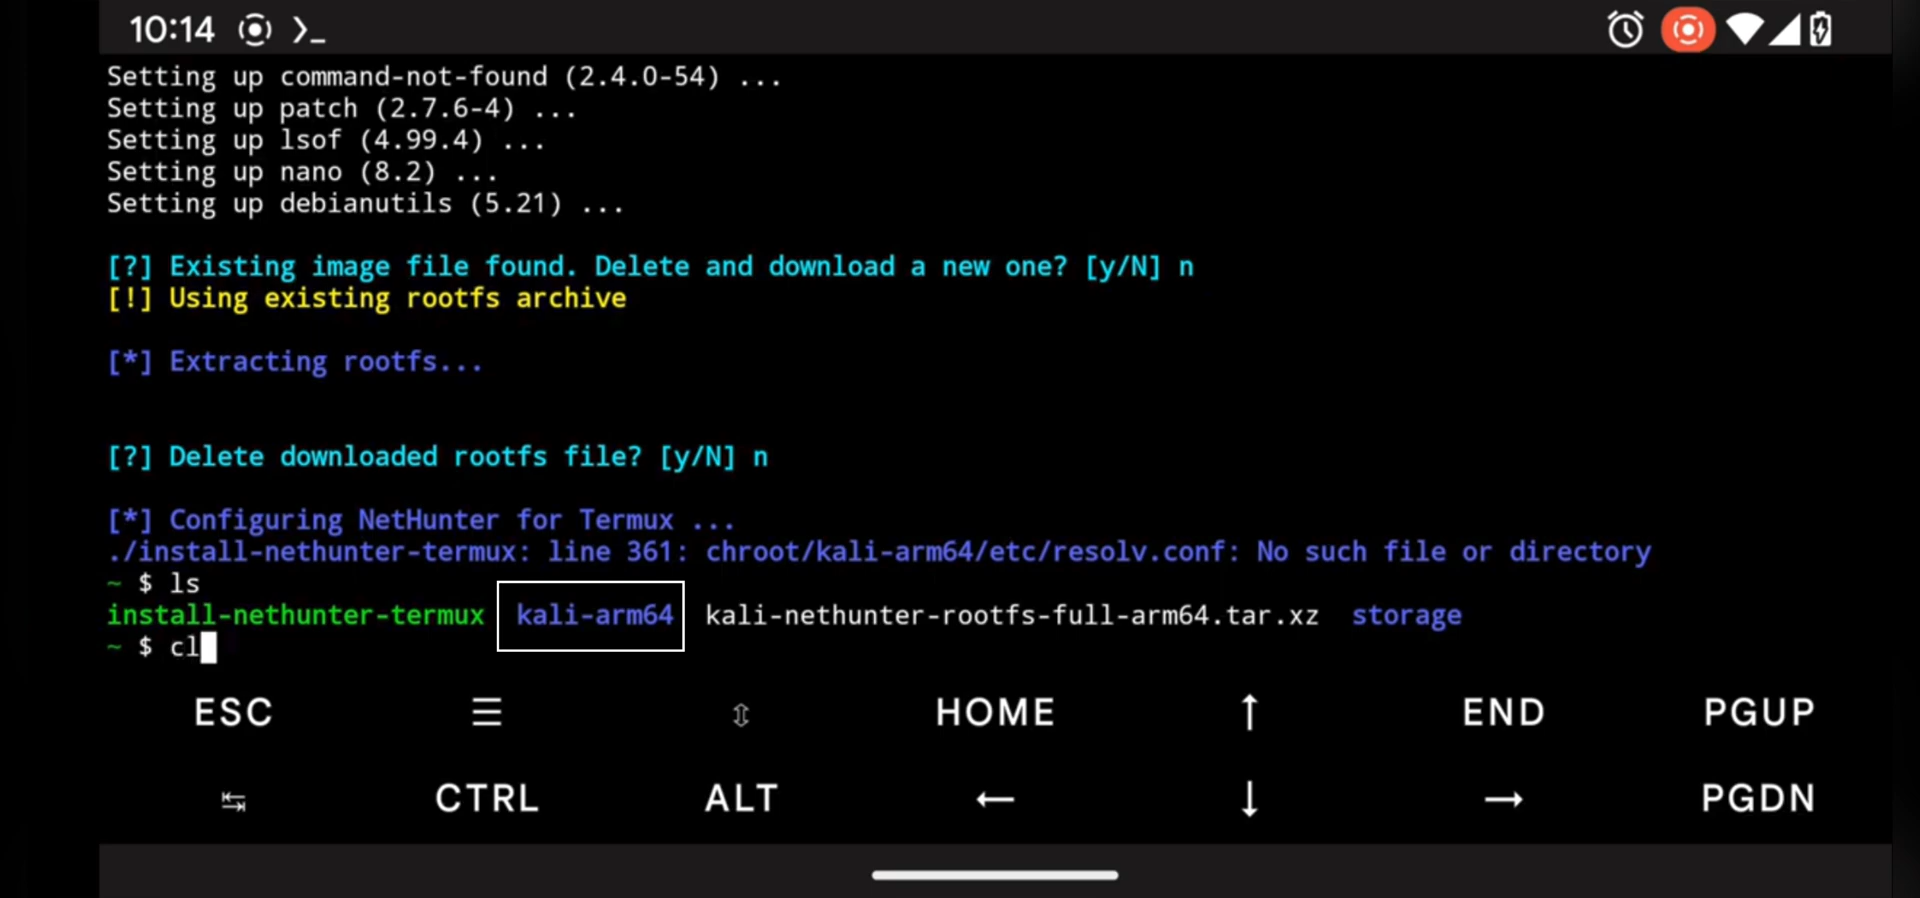 10:14
Setting up command-not-found (2.4.0-54) ...
Setting up patch (2.7.6-4) ...
Setting up lsof (4.99.4) ...
Setting up nano (8.2) ...
Setting up debianutils (5.21) ...
[?] Existing image file found. Delete and download a new one? [y/N] n
[!] Using existing rootfs archive
[*] Extracting rootfs...
[?] Delete downloaded rootfs file? [y/N] n
[*] Configuring NetHunter for Termux ...
./install-nethunter-termux: line 361: chroot/kali-arm64/etc/resolv.conf: No such file or directory
~ $ ls
install-nethunter-termux kali-arm64 kali-nethunter-rootfs-full-arm64.tar.xz storage
~ $ cl
ESC HOME ↑ END PGUP
CTRL ALT ← ↓ → PGDN